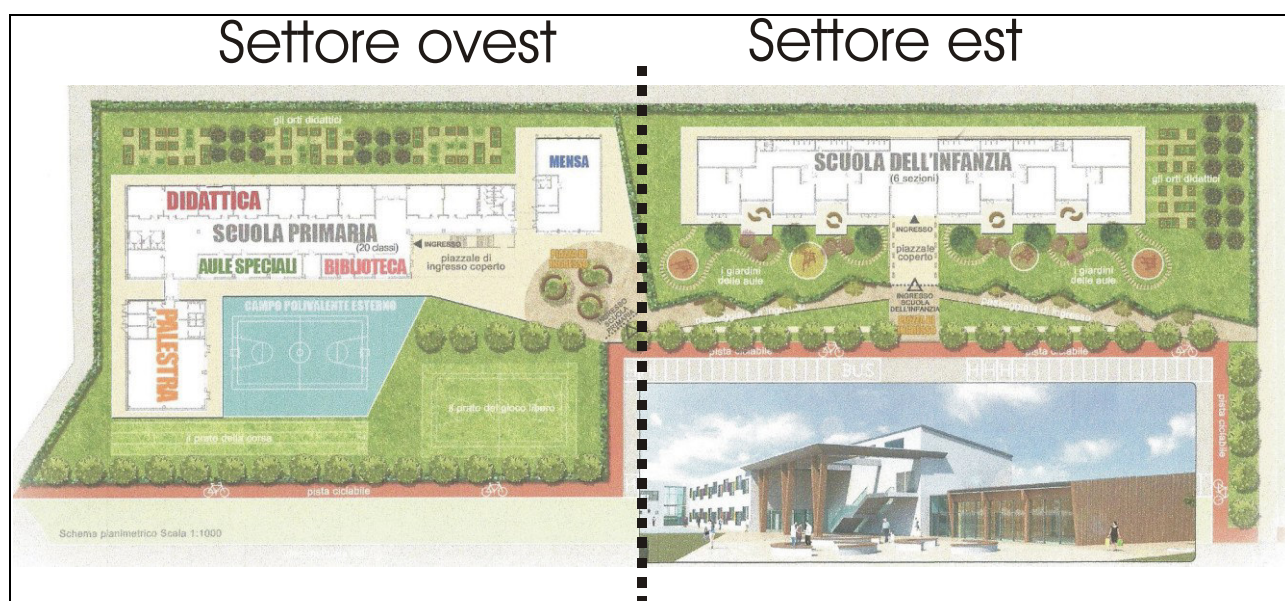 Settore ovest
Settore est
gli orti didattici
MENSA
DIDATTICA
SCUOLA PRIMARIA
(20 classi)
INGRESSO
piazzale di
ingresso coperto
AULE SPECIALI
BIBLIOTECA
CAMPO POLIVALENTE ESTERNO
PALESTRA
il prato del gioco libero
il prato della corsa
pista ciclabile
Schema planimetrico Scala 1:1000
SCUOLA DELL'INFANZIA
(6 sezioni)
gli orti didattici
INGRESSO
piazzale
coperto
i giardini
delle aule
i giardini
delle aule
INGRESSO
SCUOLA
DELL'INFANZIA
pista ciclabile
pista ciclabile
BUS
HHHH
pista ciclabile